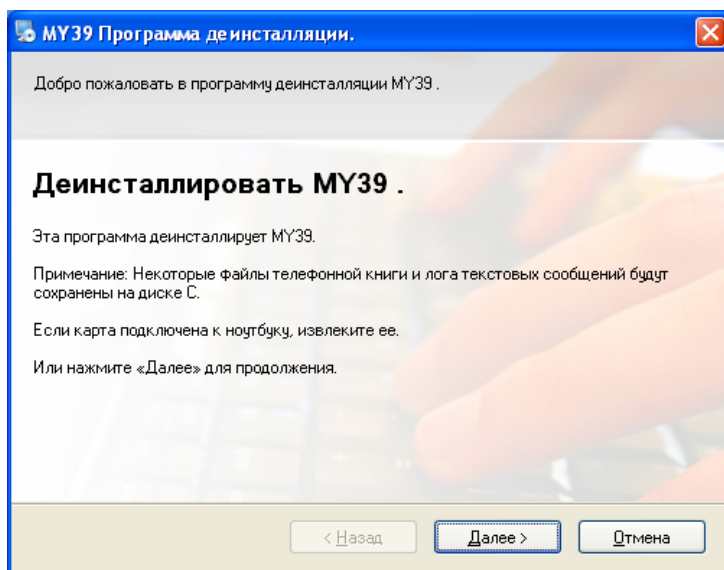 MY39 Программа деинсталляции.
Добро пожаловать в программу деинсталляции MY39 .
Деинсталлировать MY39 .
Эта программа деинсталлирует MY39.
Примечание: Некоторые файлы телефонной книги и лога текстовых сообщений будут
сохранены на диске C.
Если карта подключена к ноутбуку, извлеките ее.
Или нажмите «Далее» для продолжения.
< Назад
Далее >
Отмена